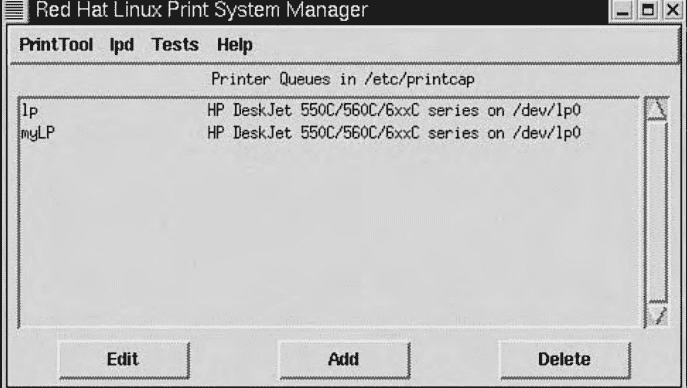 Red Hat Linux Print System Manager
PrintTool lpd Tests Help
Printer Queues in /etc/printcap
lp HP DeskJet 550C/560C/6xxC series on /dev/lp0
myLP HP DeskJet 550C/560C/6xxC series on /dev/lp0
Edit Add Delete